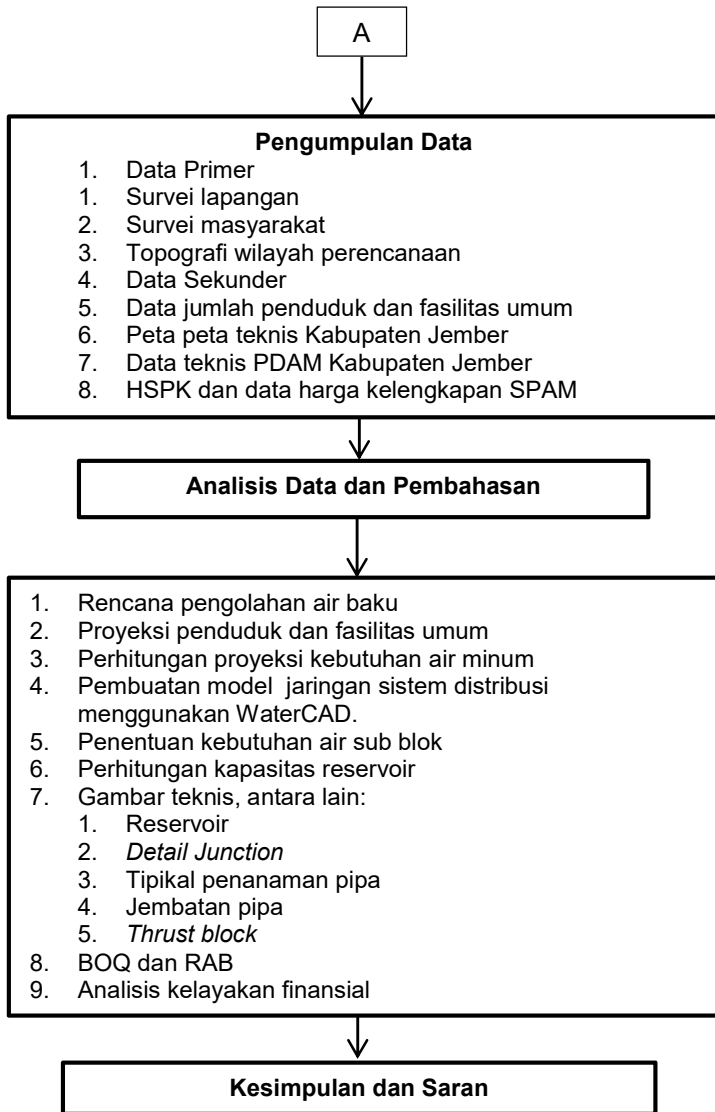 A
Pengumpulan Data
1. Data Primer
1. Survei lapangan
2. Survei masyarakat
3. Topografi wilayah perencanaan
4. Data Sekunder
5. Data jumlah penduduk dan fasilitas umum
6. Peta peta teknis Kabupaten Jember
7. Data teknis PDAM Kabupaten Jember
8. HSPK dan data harga kelengkapan SPAM
Analisis Data dan Pembahasan
1. Rencana pengolahan air baku
2. Proyeksi penduduk dan fasilitas umum
3. Perhitungan proyeksi kebutuhan air minum
4. Pembuatan model jaringan sistem distribusi
menggunakan WaterCAD.
5. Penentuan kebutuhan air sub blok
6. Perhitungan kapasitas reservoir
7. Gambar teknis, antara lain:
1. Reservoir
2. Detail Junction
3. Tipikal penanaman pipa
4. Jembatan pipa
5. Thrust block
8. BOQ dan RAB
9. Analisis kelayakan finansial
Kesimpulan dan Saran